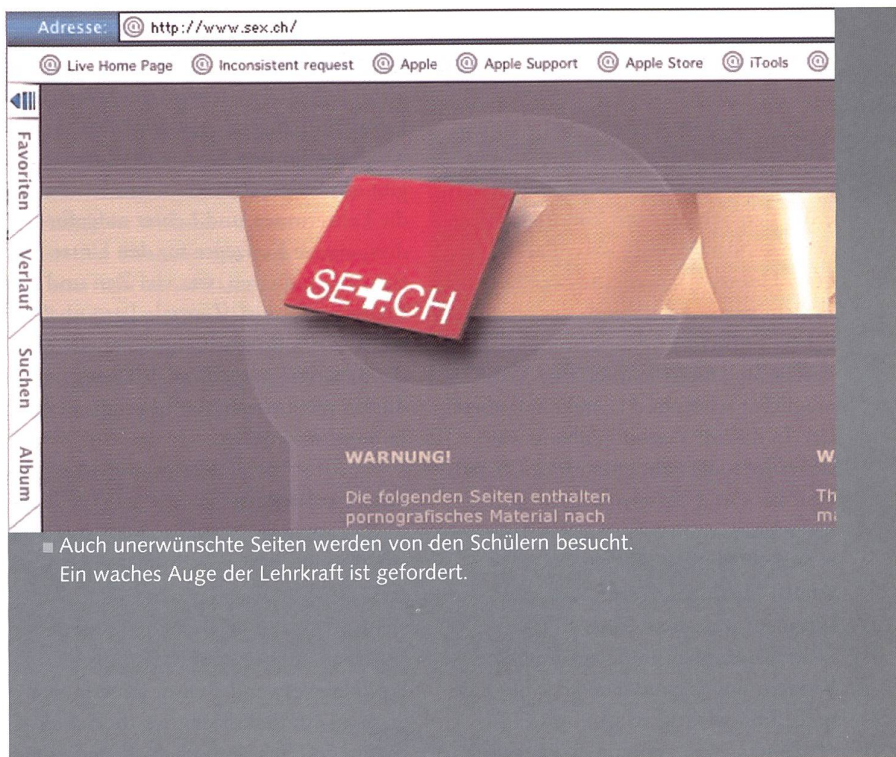 Adresse: @ http://www.sex.ch/
@ Live Home Page @ Inconsistent request @ Apple @ Apple Support @ Apple Store @ iTools @
Favoriten
Verlauf
Suchen
Album
SE✚.CH
WARNUNG!
Die folgenden Seiten enthalten
pornografisches Material nach
W
Th
Auch unerwünschte Seiten werden von den Schülern besucht.
Ein waches Auge der Lehrkraft ist gefordert.